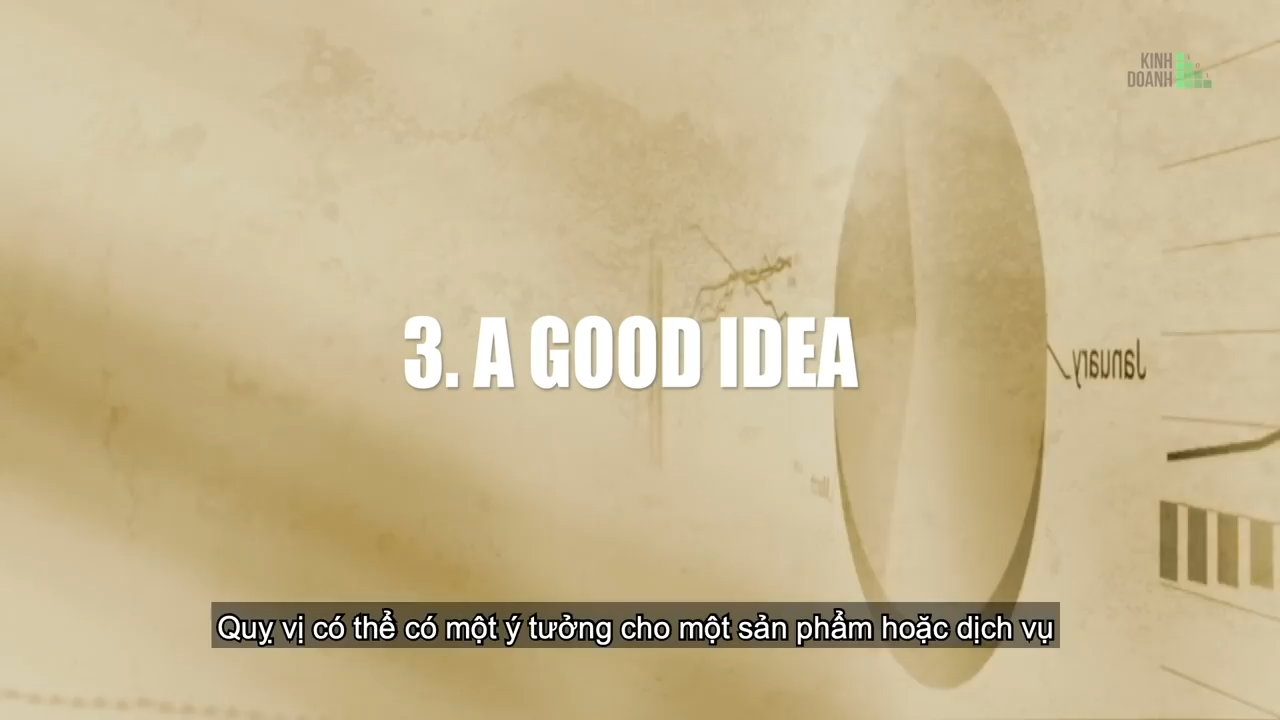 KINH
DOANH
3. A GOOD IDEA
January
Quỵ vị có thể có một ý tưởng cho một sản phẩm hoặc dịch vụ